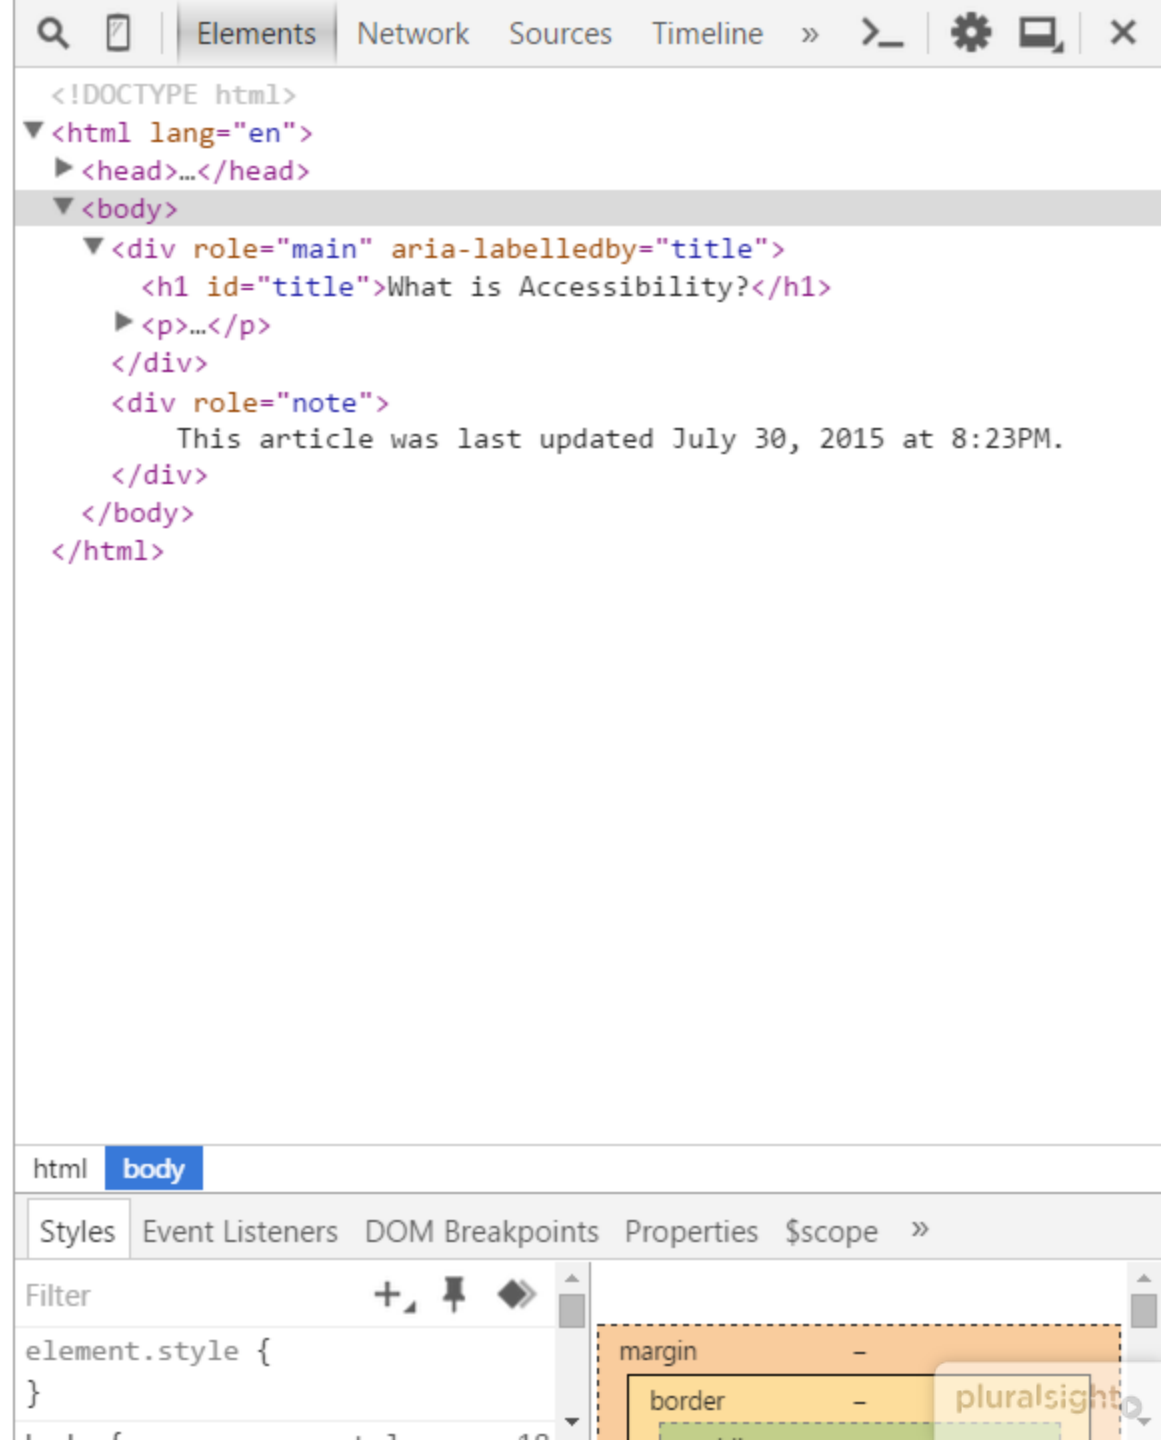 Elements Network Sources Timeline »
<!DOCTYPE html>
<html lang="en">
<head>…</head>
<body>
<div role="main" aria-labelledby="title">
<h1 id="title">What is Accessibility?</h1>
<p>…</p>
</div>
<div role="note">
This article was last updated July 30, 2015 at 8:23PM.
</div>
</body>
</html>
html body
Styles Event Listeners DOM Breakpoints Properties $scope »
Filter
element.style {
}
margin –
border –
pluralsight